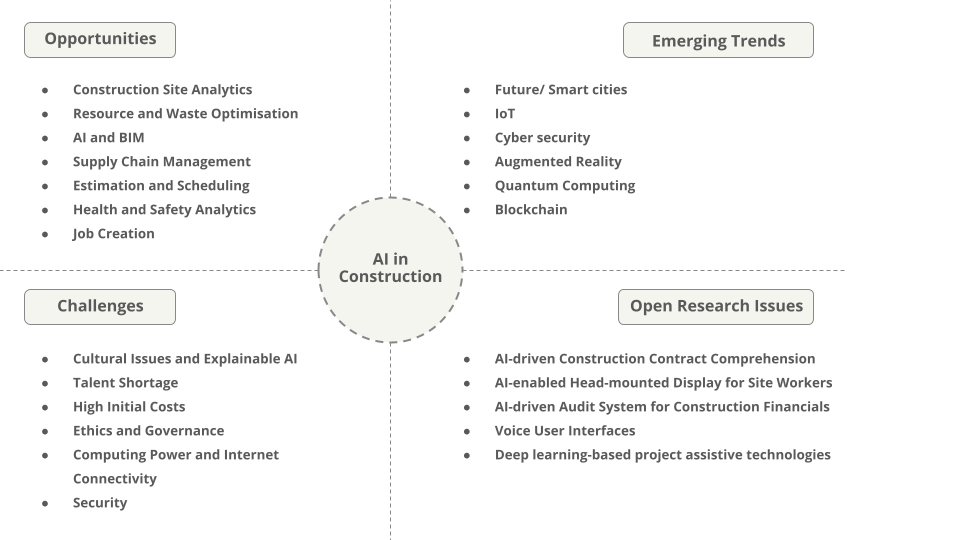 Opportunities
● Construction Site Analytics
● Resource and Waste Optimisation
● AI and BIM
● Supply Chain Management
● Estimation and Scheduling
● Health and Safety Analytics
● Job Creation
Emerging Trends
● Future/ Smart cities
● IoT
● Cyber security
● Augmented Reality
● Quantum Computing
● Blockchain
AI in
Construction
Challenges
● Cultural Issues and Explainable AI
● Talent Shortage
● High Initial Costs
● Ethics and Governance
● Computing Power and Internet
Connectivity
● Security
Open Research Issues
● AI-driven Construction Contract Comprehension
● AI-enabled Head-mounted Display for Site Workers
● AI-driven Audit System for Construction Financials
● Voice User Interfaces
● Deep learning-based project assistive technologies